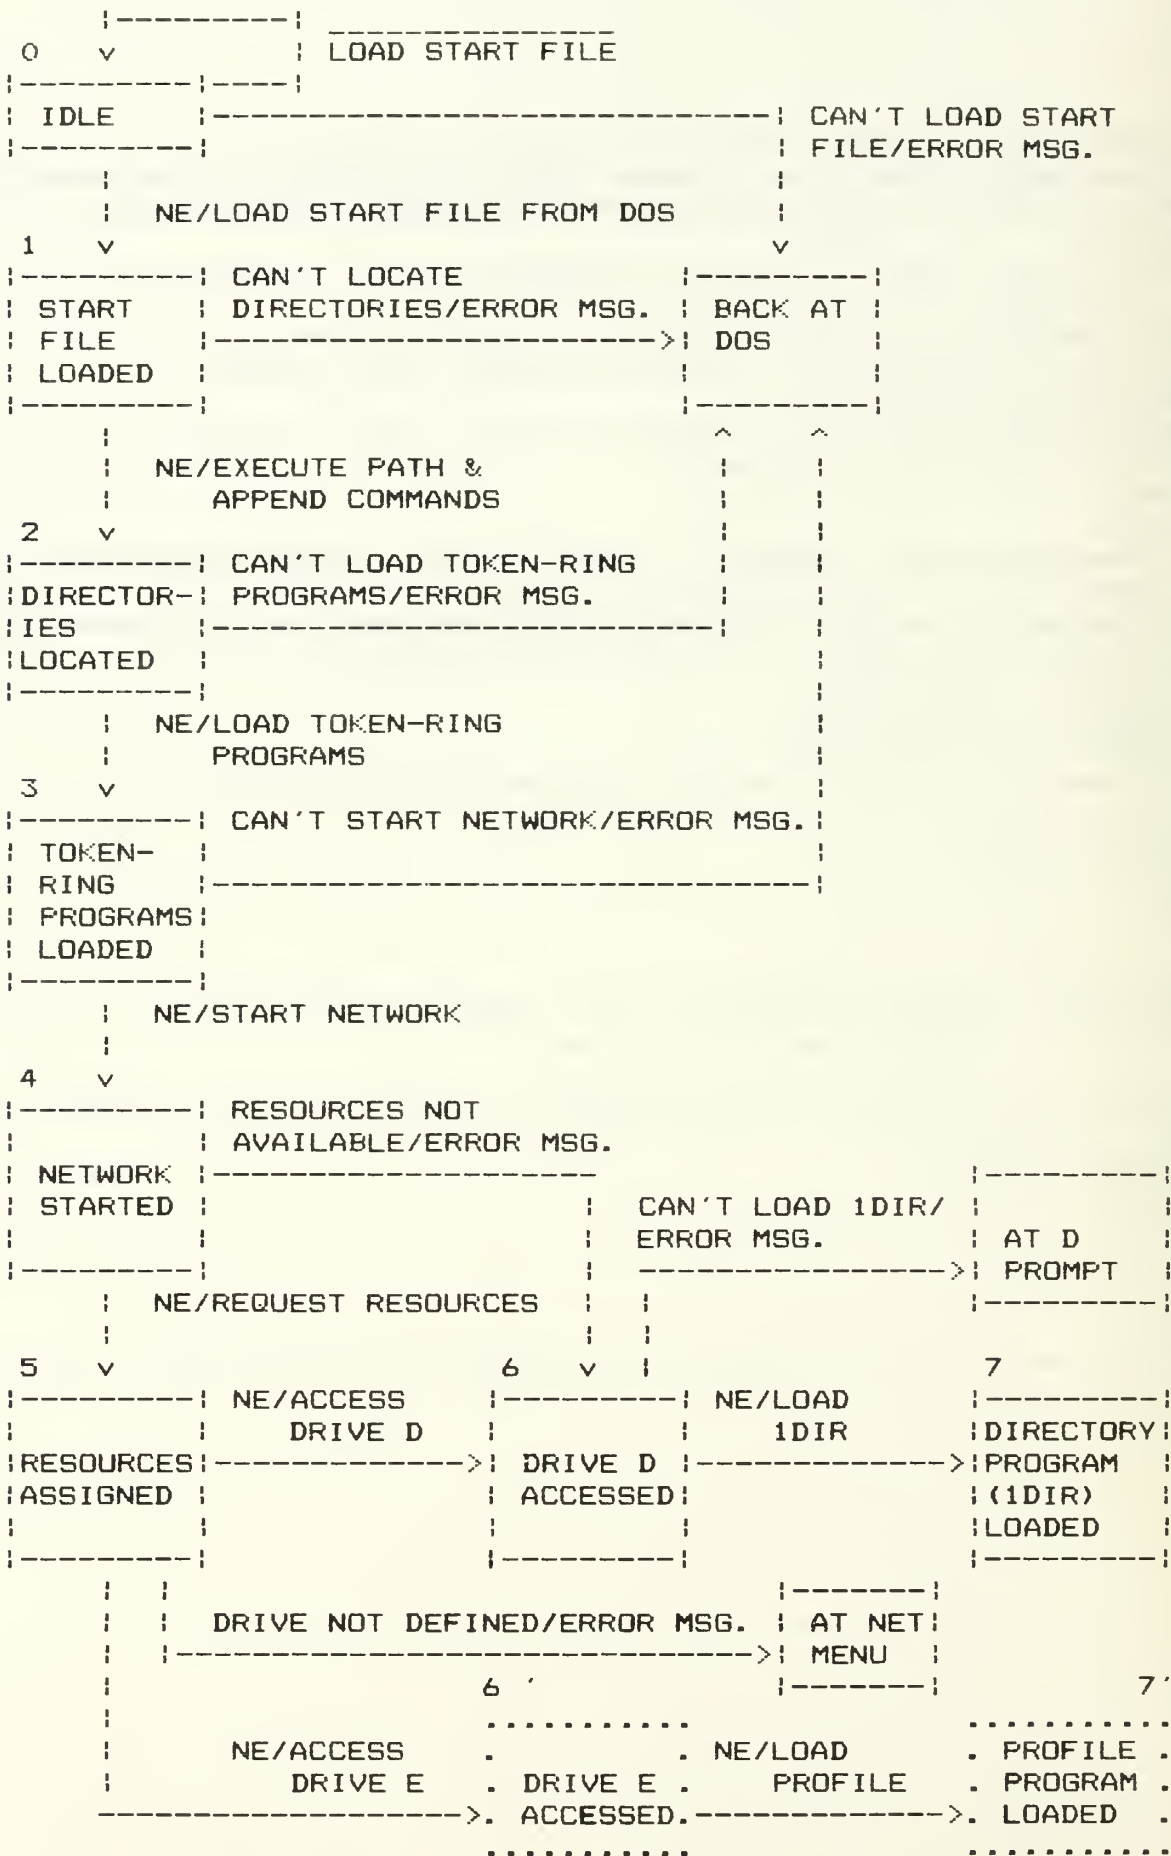 0 LOAD START FILE
IDLE CAN'T LOAD START
FILE/ERROR MSG.
NE/LOAD START FILE FROM DOS
1
CAN'T LOCATE
START DIRECTORIES/ERROR MSG. BACK AT
FILE DOS
LOADED
NE/EXECUTE PATH &
APPEND COMMANDS
2
CAN'T LOAD TOKEN-RING
DIRECTOR- PROGRAMS/ERROR MSG.
IES
LOCATED
NE/LOAD TOKEN-RING
PROGRAMS
3
CAN'T START NETWORK/ERROR MSG.
TOKEN-
RING
PROGRAMS
LOADED
NE/START NETWORK
4
RESOURCES NOT
AVAILABLE/ERROR MSG.
NETWORK
STARTED CAN'T LOAD 1DIR/
ERROR MSG. AT D
PROMPT
NE/REQUEST RESOURCES
5 6 7
NE/ACCESS NE/LOAD
DRIVE D 1DIR DIRECTORY
RESOURCES DRIVE D PROGRAM
ASSIGNED ACCESSED (1DIR)
LOADED
DRIVE NOT DEFINED/ERROR MSG. AT NET
MENU
6 ' 7'
NE/ACCESS NE/LOAD PROFILE
DRIVE E DRIVE E PROFILE PROGRAM
ACCESSED LOADED